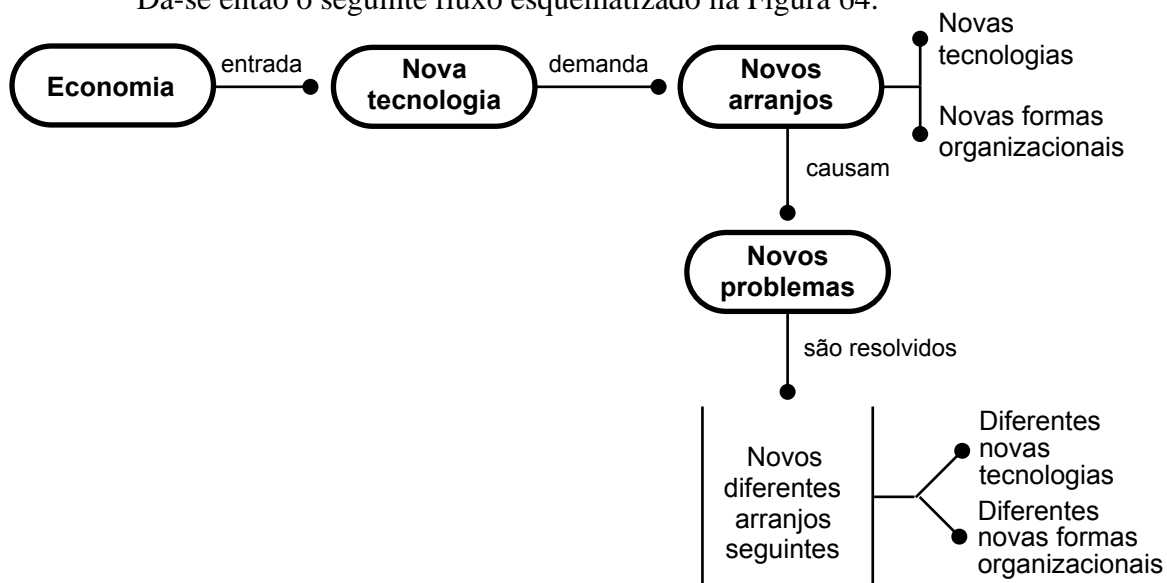 Dá-se então o seguinte fluxo esquematizado na Figura 64:
Economia
entrada
Nova
tecnologia
demanda
Novos
arranjos
Novas
tecnologias
Novas formas
organizacionais
causam
Novos
problemas
são resolvidos
Novos
diferentes
arranjos
seguintes
Diferentes
novas
tecnologias
Diferentes
novas formas
organizacionais